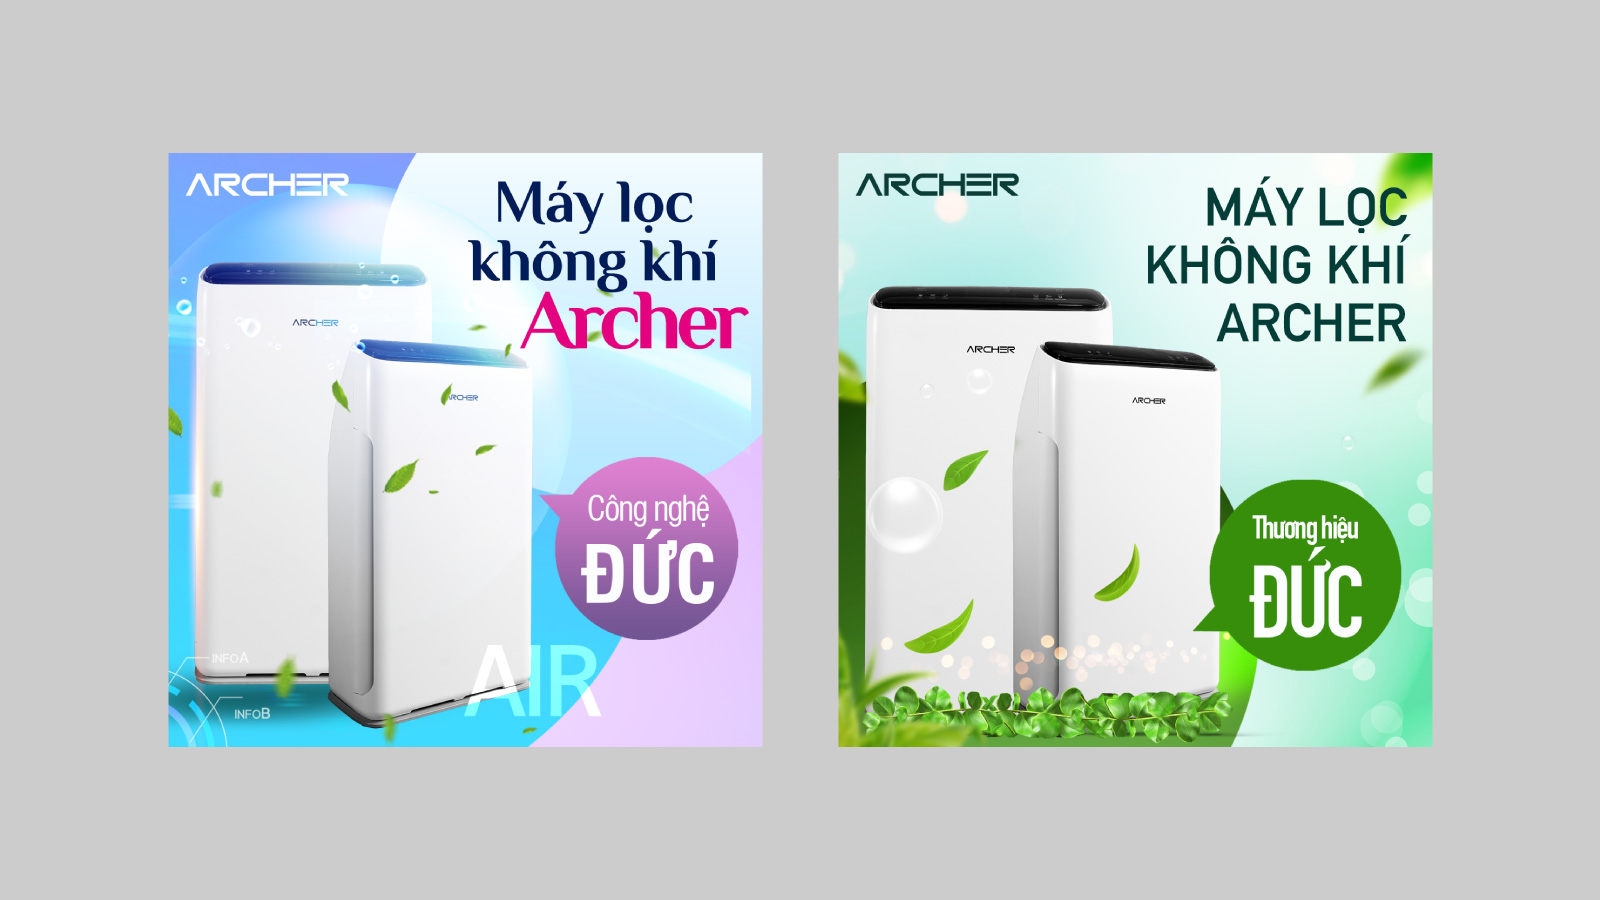 ARCHER
Máy lọc
không khí
Archer
ARCHER
ARCHER
Công nghệ
ĐỨC
AIR
INFOA
INFOB
ARCHER
MÁY LỌC
KHÔNG KHÍ
ARCHER
ARCHER
ARCHER
Thương hiệu
ĐỨC